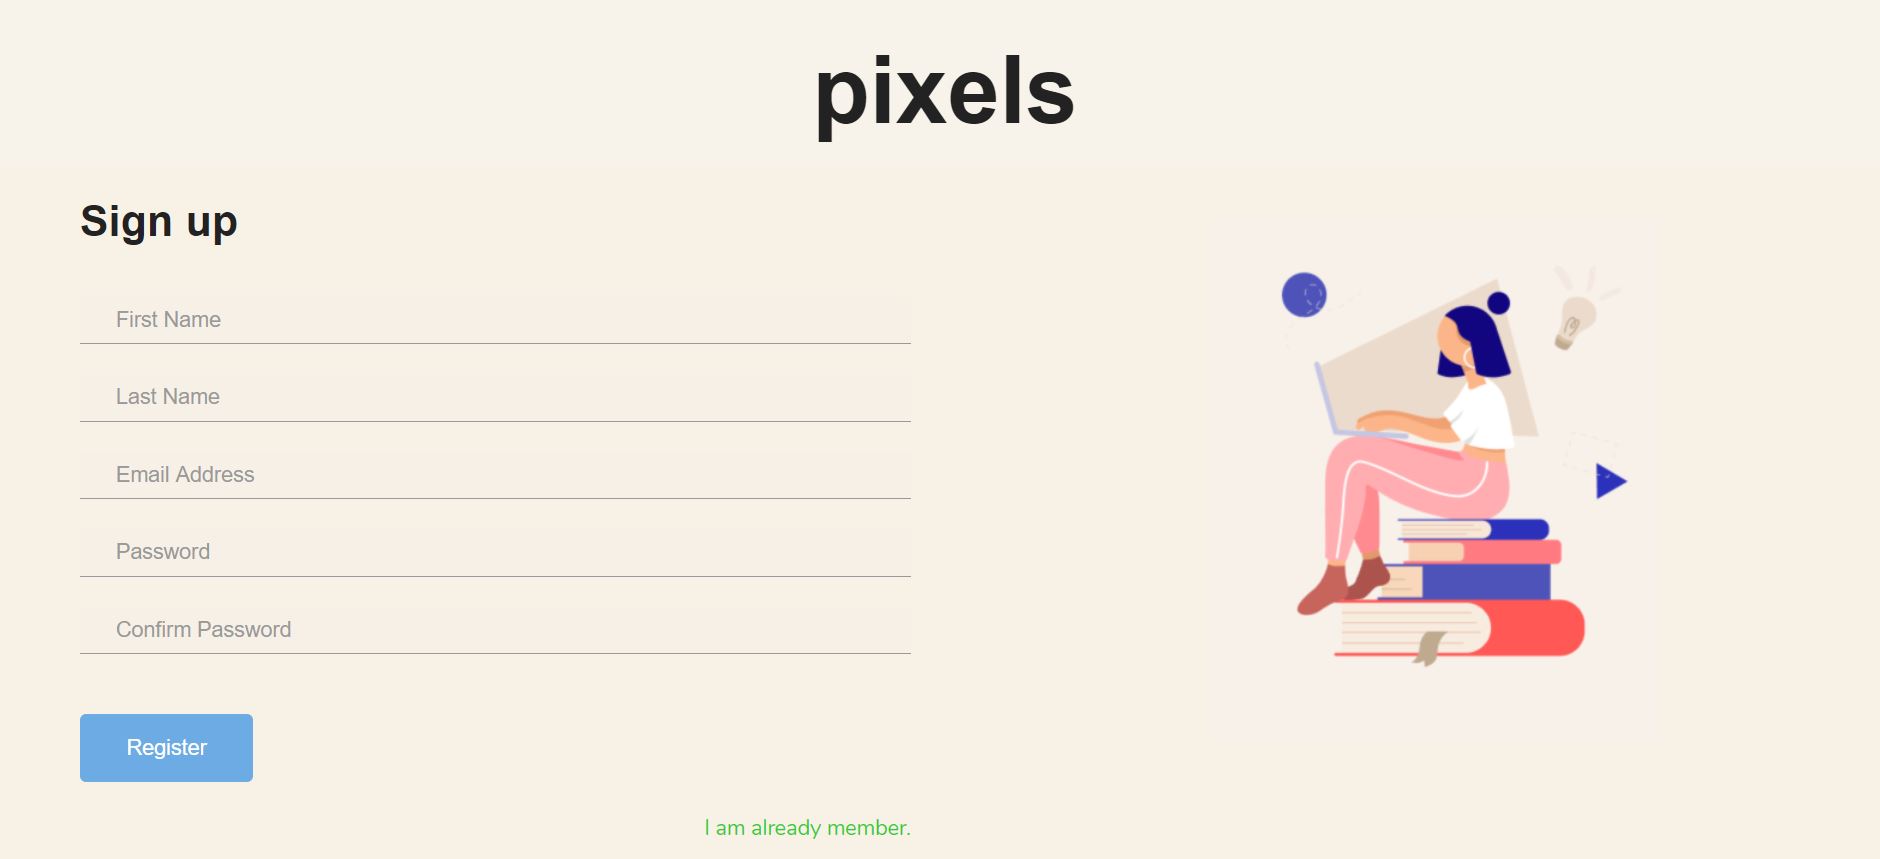 pixels
Sign up
First Name
Last Name
Email Address
Password
Confirm Password
Register
I am already member.